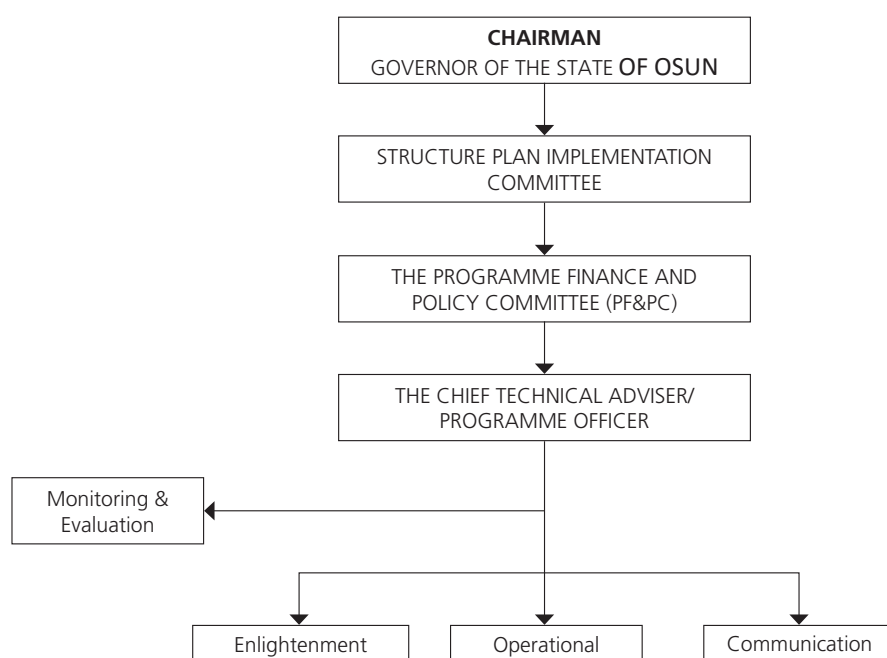 CHAIRMAN
GOVERNOR OF THE STATE OF OSUN
STRUCTURE PLAN IMPLEMENTATION
COMMITTEE
THE PROGRAMME FINANCE AND
POLICY COMMITTEE (PF&PC)
THE CHIEF TECHNICAL ADVISER/
PROGRAMME OFFICER
Monitoring &
Evaluation
Enlightenment
Operational
Communication